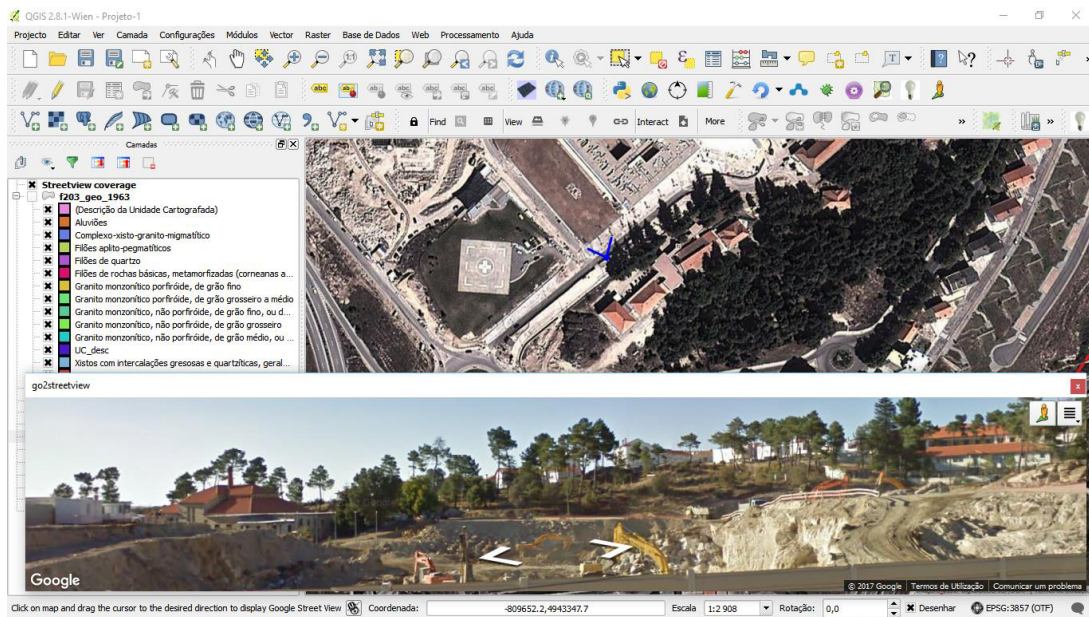 QGIS 2.8.1-Wien - Projeto-1
Projeto Editar Ver Camada Configurações Módulos Vector Raster Base de Dados Web Processamento Ajuda
abc abc abc abc abc abc
Find View Interact More
Camadas
Streetview coverage
f203_geo_1963
(Descrição da Unidade Cartografada)
Aluviões
Complexo-xisto-granito-migmatítico
Filões aplito-pegmatíticos
Filões de quartzo
Filões de rochas básicas, metamorfizadas (corneanas a...
Granito monzonítico porfiróide, de grão fino
Granito monzonítico porfiróide, de grão grosseiro a médio
Granito monzonítico, não porfiróide, de grão fino, ou d...
Granito monzonítico, não porfiróide, de grão grosseiro
Granito monzonítico, não porfiróide, de grão médio, ou ...
UC_desc
Xistos com intercalações gresosas e quartzíticas, geral...
go2streetview
x
Google
© 2017 Google Termos de Utilização Comunicar um problema
Click on map and drag the cursor to the desired direction to display Google Street View Coordenada: -809652.2,4943347.7 Escala 1:2 908 Rotação: 0,0 Desenhar EPSG:3857 (OTF)